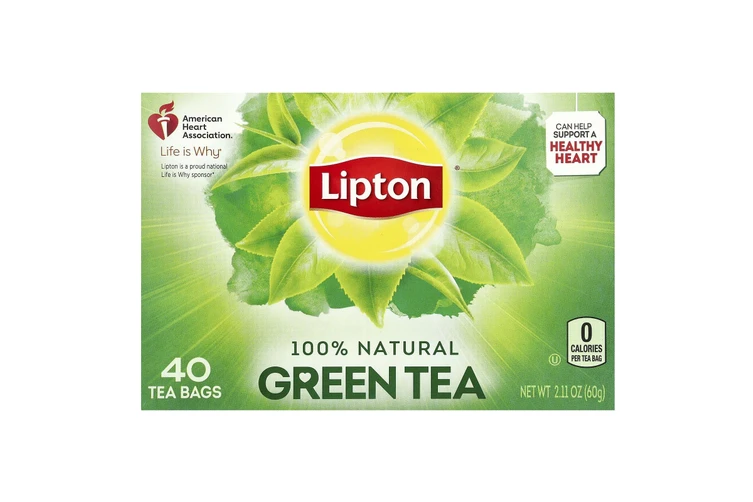 American
Heart
Association.
Life is Why®
Lipton is a proud national
Life is Why sponsor*
Lipton
CAN HELP
SUPPORT A
HEALTHY
HEART
100% NATURAL
GREEN TEA
40
TEA BAGS
0
CALORIES
PER TEA BAG
U
NET WT 2.11 OZ (60g)